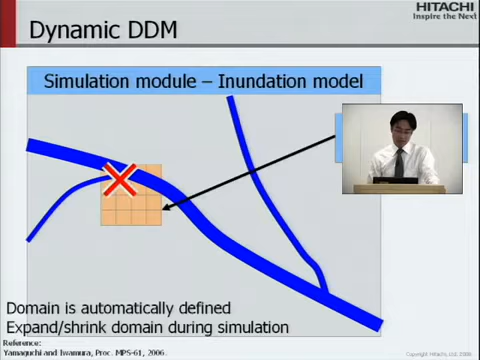 HITACHI
Inspire the Next
Dynamic DDM
Simulation module – Inundation model
Domain is automatically defined
Expand/shrink domain during simulation
Reference:
Yamaguchi and Iwamura, Proc. MPS-61, 2006.
Copyright Hitachi, Ltd. 2008.